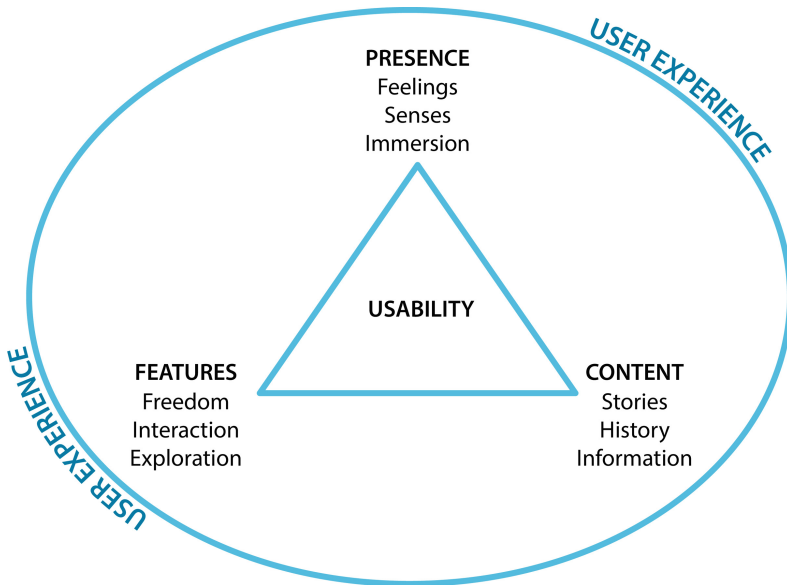 USER EXPERIENCE
PRESENCE
Feelings
Senses
Immersion
USABILITY
FEATURES
Freedom
Interaction
Exploration
CONTENT
Stories
History
Information
USER EXPERIENCE